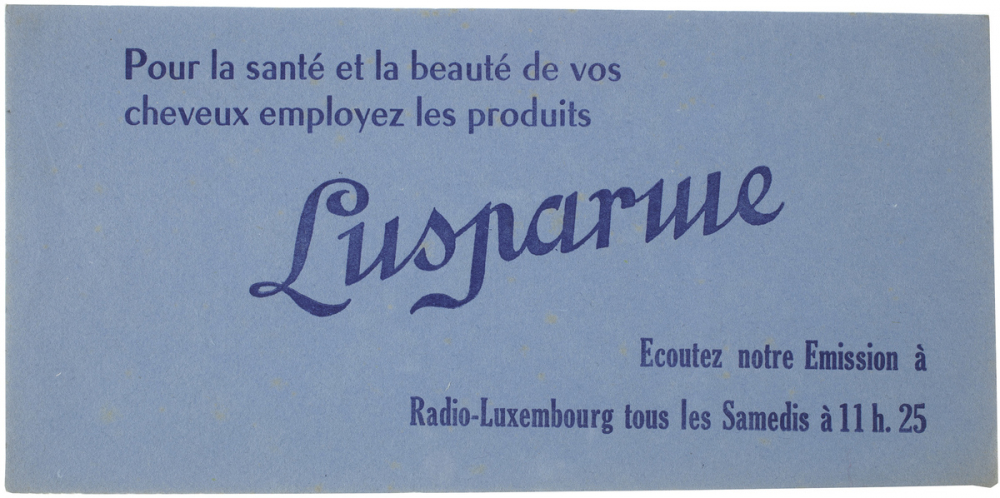 Pour la santé et la beauté de vos
cheveux employez les produits
Lusparme
Ecoutez notre Emission à
Radio-Luxembourg tous les Samedis à 11 h. 25